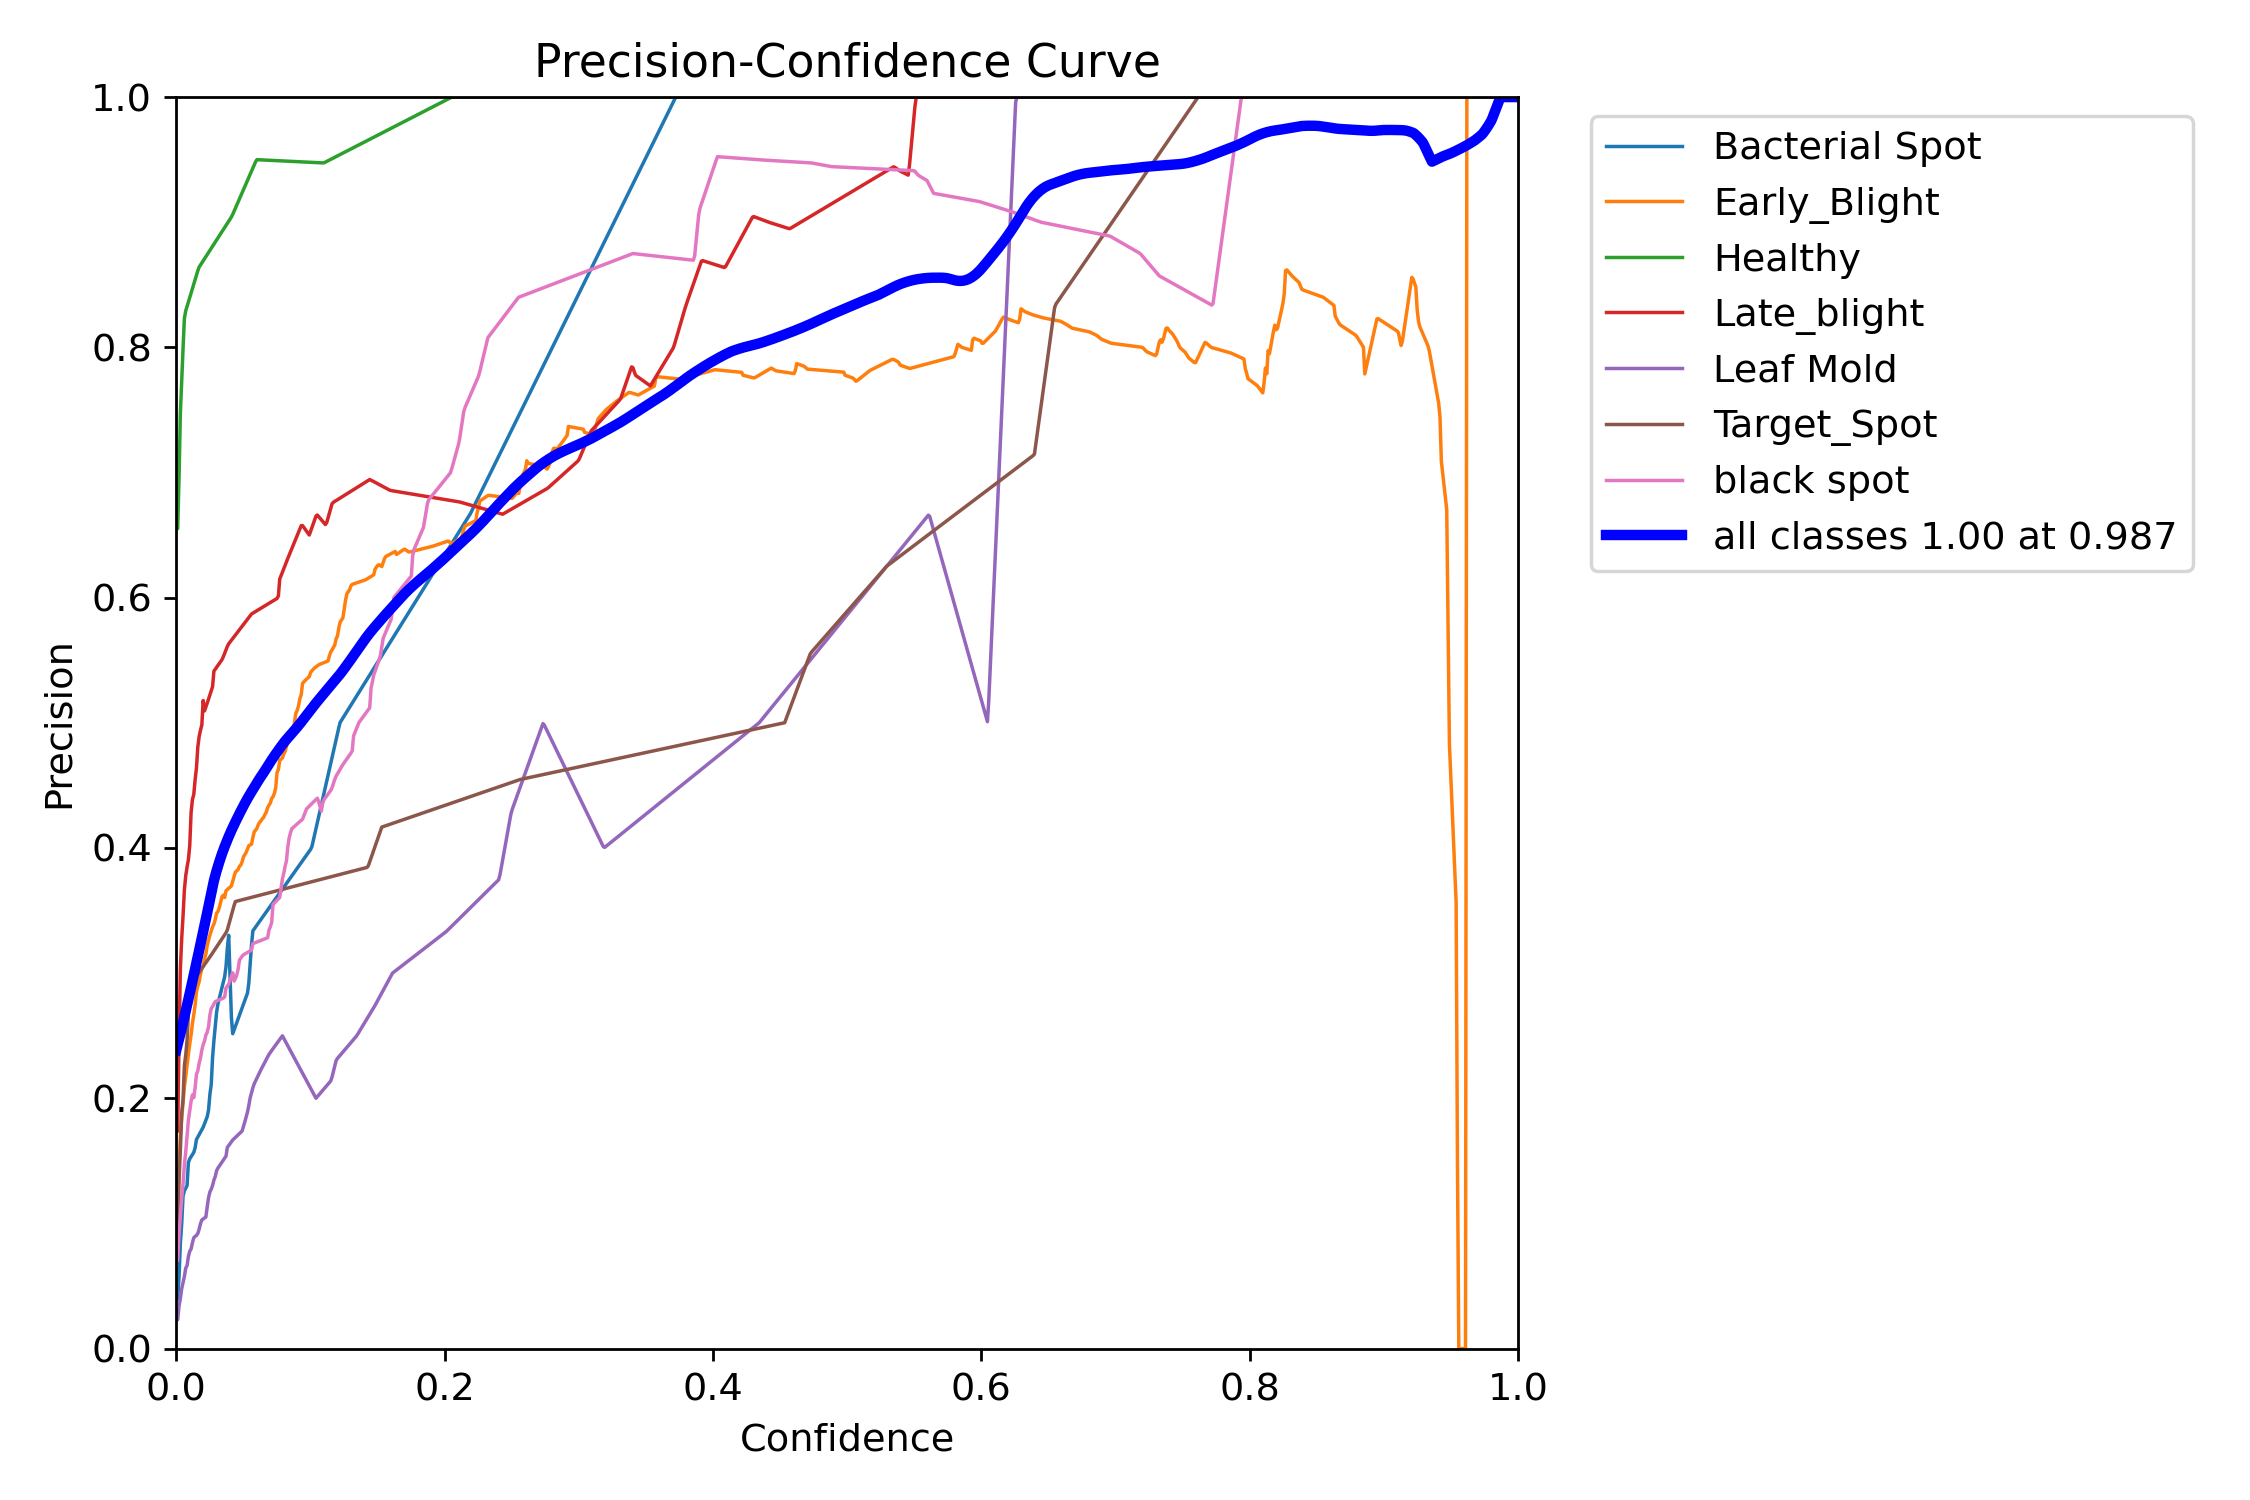 Precision-Confidence Curve
1.0
0.8
0.6
0.4
0.2
0.0
Precision
0.0 0.2 0.4 0.6 0.8 1.0
Confidence
Bacterial Spot
Early_Blight
Healthy
Late_blight
Leaf Mold
Target_Spot
black spot
all classes 1.00 at 0.987